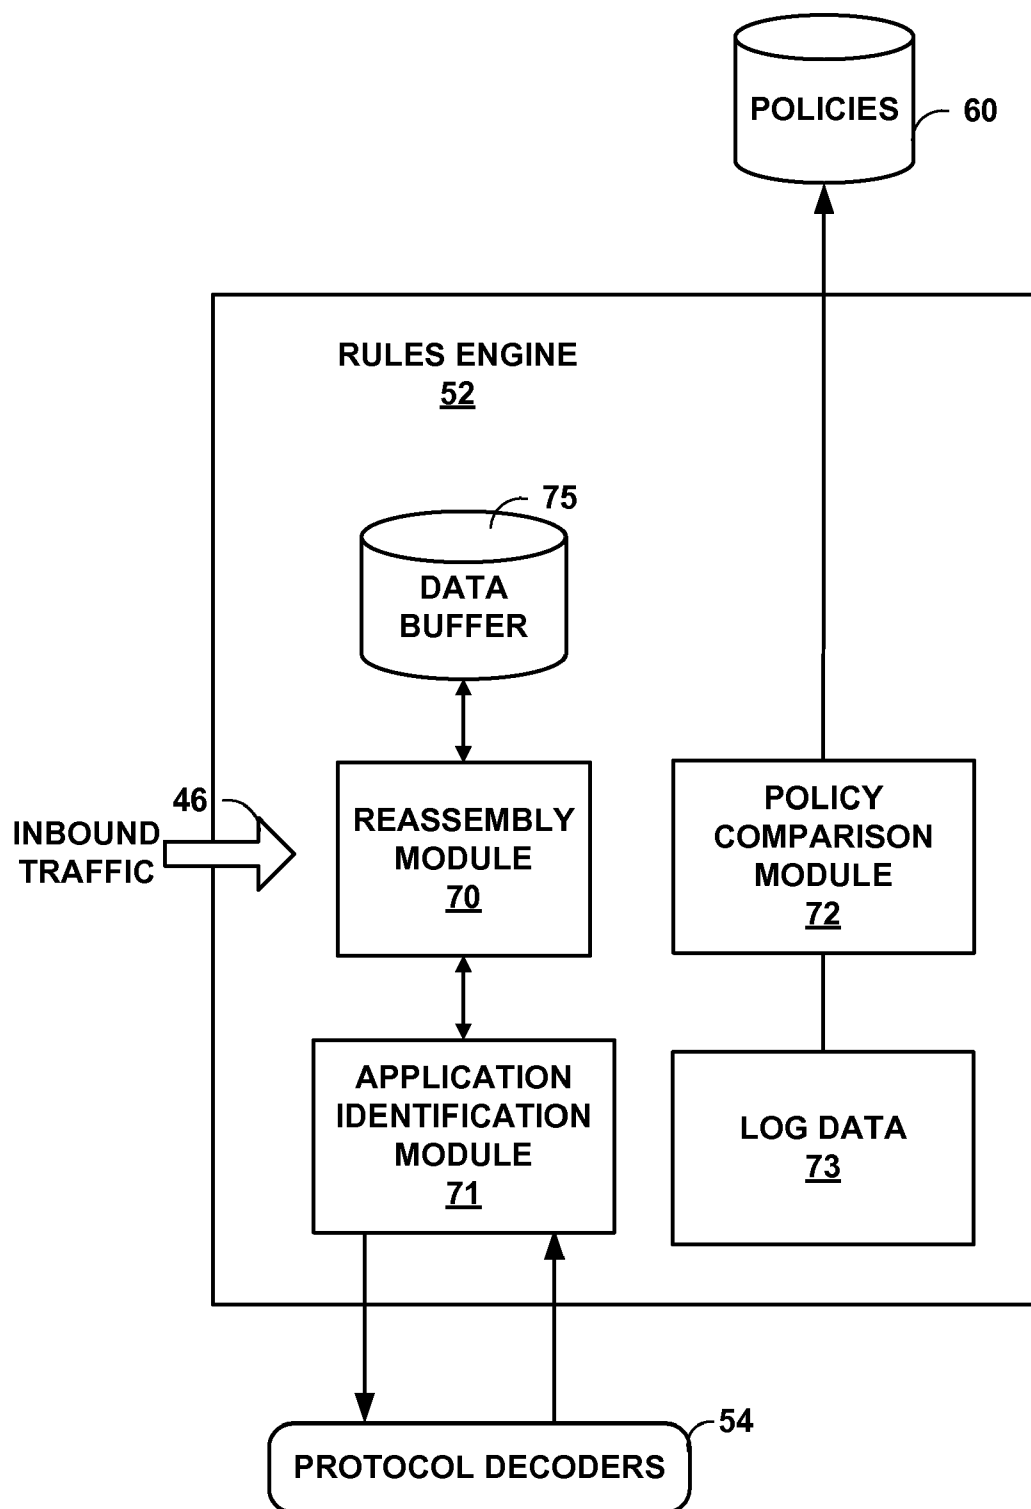 POLICIES
60
RULES ENGINE
52
75
DATA
BUFFER
46
INBOUND
TRAFFIC
REASSEMBLY
MODULE
70
POLICY
COMPARISON
MODULE
72
APPLICATION
IDENTIFICATION
MODULE
71
LOG DATA
73
54
PROTOCOL DECODERS